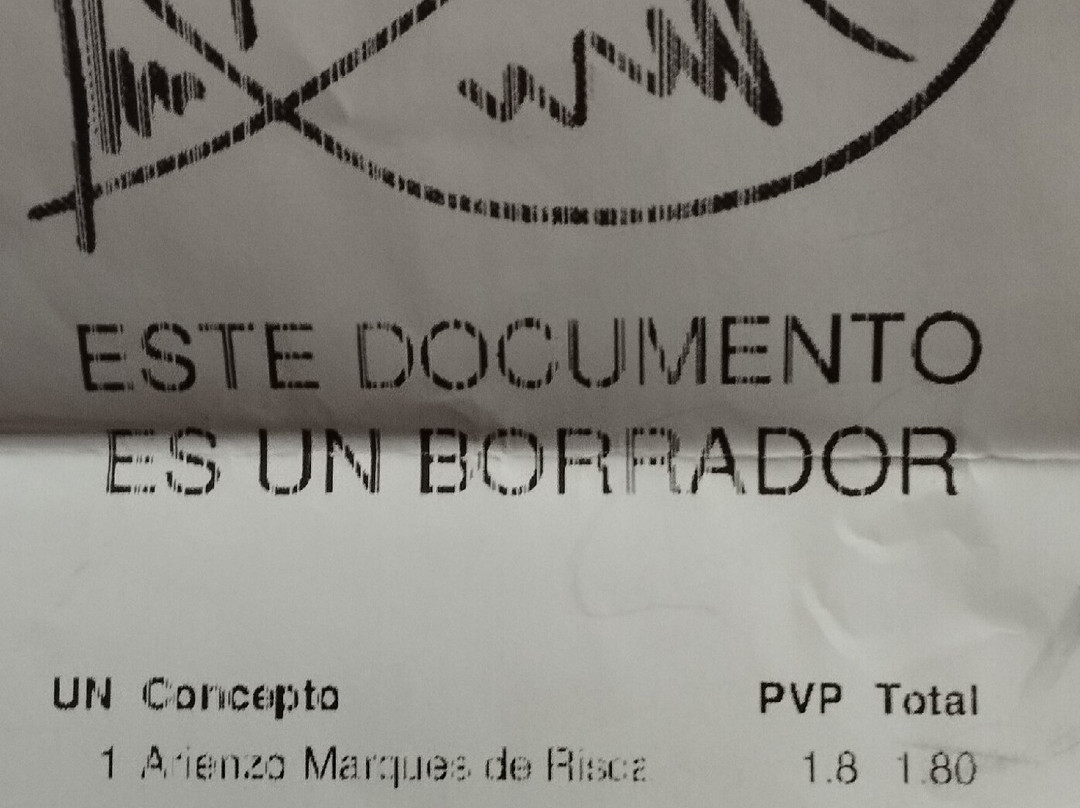 ESTE DOCUMENTO
ES UN BORRADOR
UN Concepto PVP Total
1 Arienzo Marques de Risca 1.8 1.80